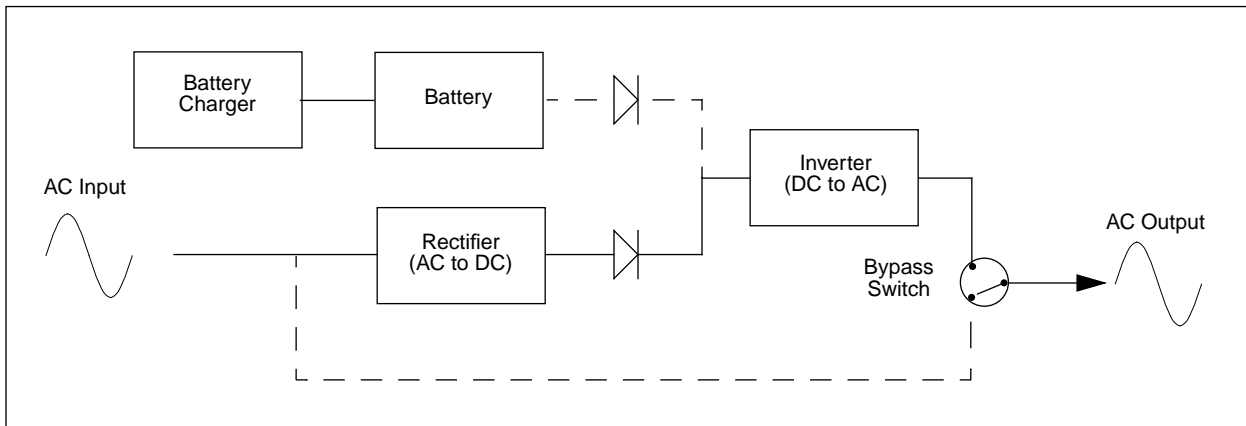 Battery
Charger
Battery
Inverter
(DC to AC)
AC Input
Rectifier
(AC to DC)
AC Output
Bypass
Switch